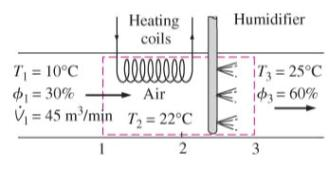 Heating
coils
Humidifier
T₁ = 10°C
ϕ₁ = 30%
V̇₁ = 45 m³/min
Air
T₂ = 22°C
T₃ = 25°C
ϕ₃ = 60%
1
2
3